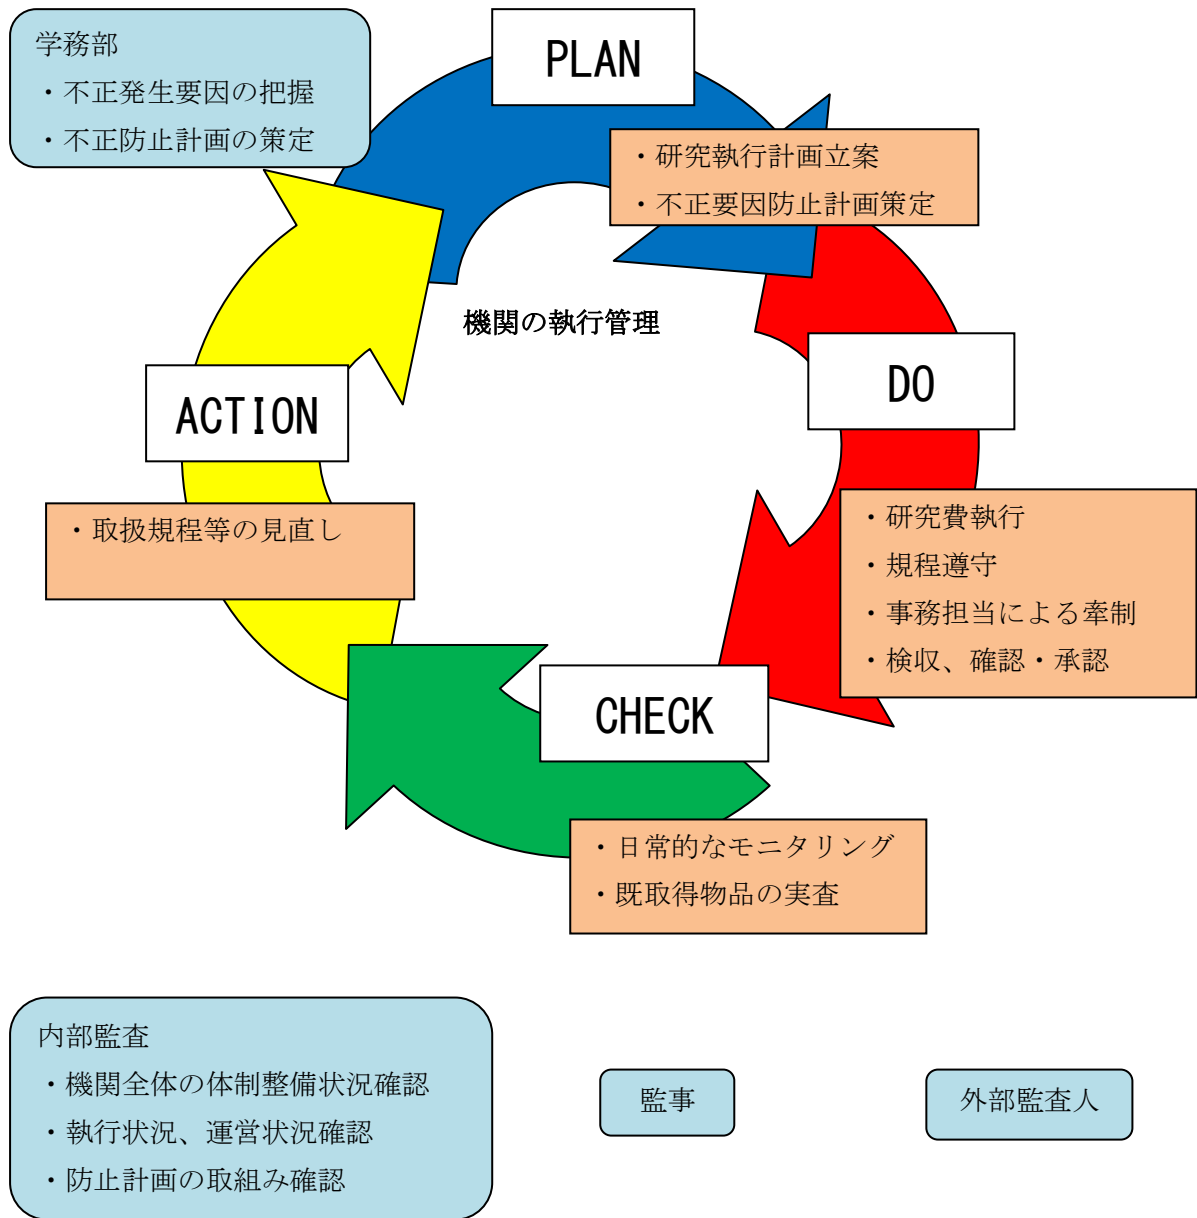 学務部
・不正発生要因の把握
・不正防止計画の策定
PLAN
・研究執行計画立案
・不正要因防止計画策定
機関の執行管理
DO
・研究費執行
・規程遵守
・事務担当による牽制
・検収、確認・承認
ACTION
・取扱規程等の見直し
CHECK
・日常的なモニタリング
・既取得物品の実査
内部監査
・機関全体の体制整備状況確認
・執行状況、運営状況確認
・防止計画の取組み確認
監事
外部監査人